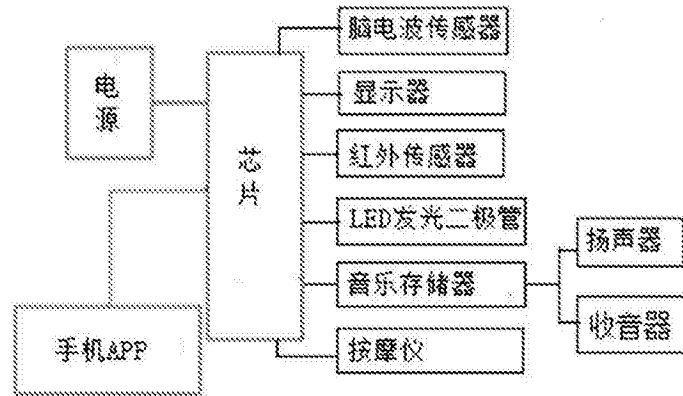 脑电波传感器
电
源
显示器
芯
片
红外传感器
LED发光二极管
扬声器
音乐存储器
收音器
手机APP
按摩仪